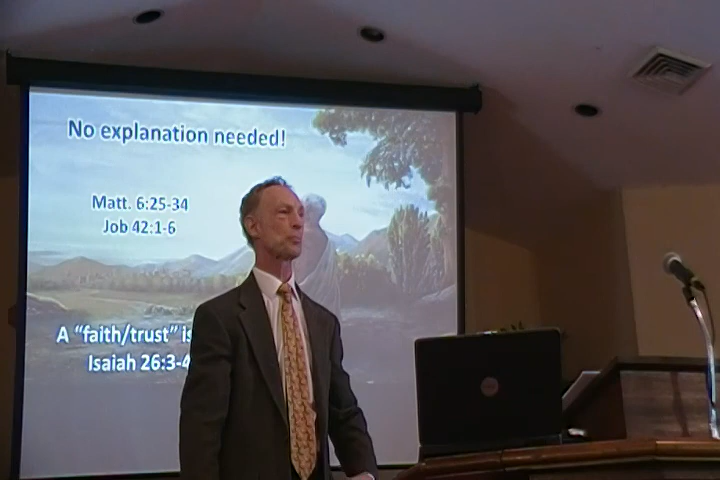 No explanation needed!
Matt. 6:25-34
Job 42:1-6
A "faith/trust" is
Isaiah 26:3-4